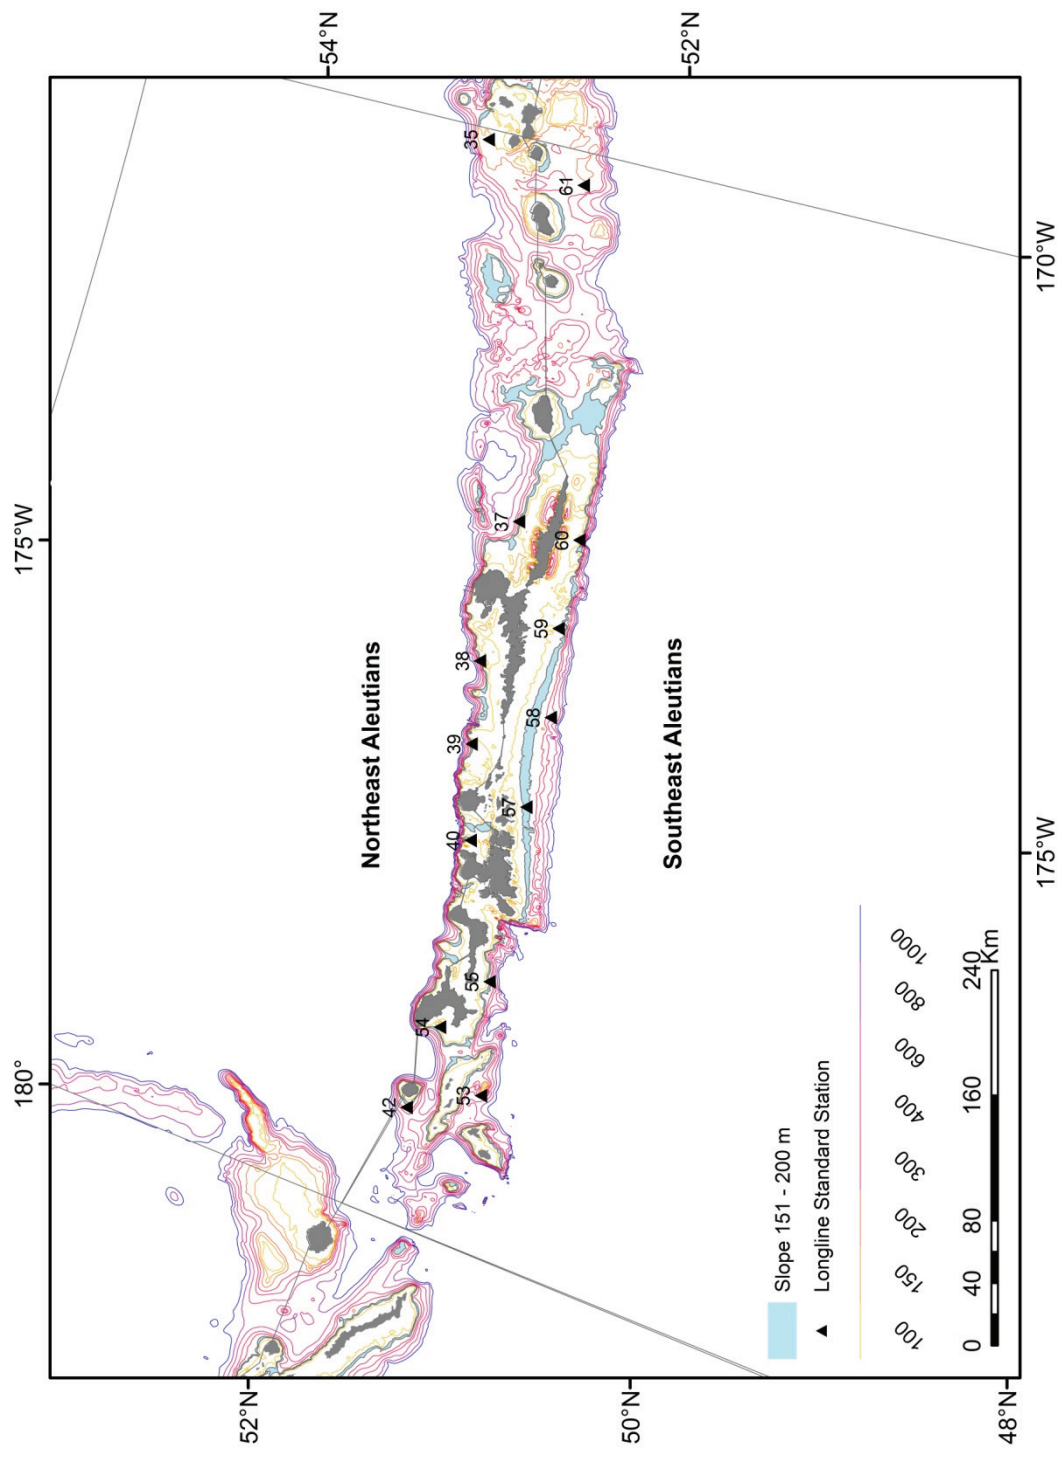 180°
175°W
52°N
54°N
Northeast Aleutians
42
54
40
39
38
53
35
55
37
57
58
59
60
61
50°N
Southeast Aleutians
52°N
Slope 151 - 200 m
Longline Standard Station
100 150 200 300 400 600 800 1000
0 40 80 160 240
Km
48°N
175°W
170°W